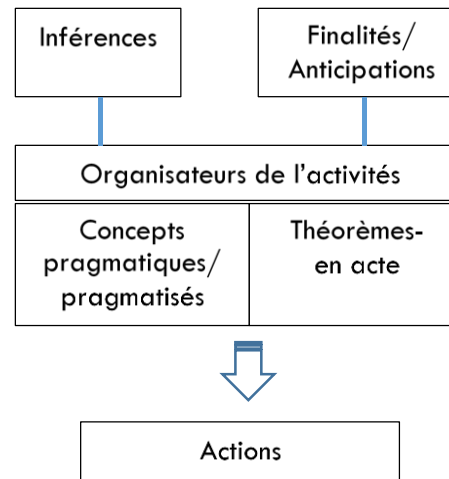 Inférences
Finalités/
Anticipations
Organisateurs de l'activités
Concepts
pragmatiques/
pragmatisés
Théorèmes-
en acte
Actions